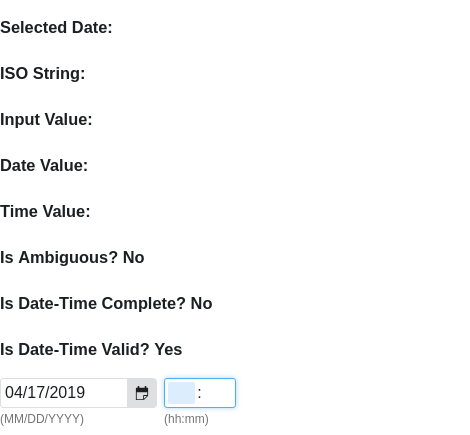 Selected Date:
ISO String:
Input Value:
Date Value:
Time Value:
Is Ambiguous? No
Is Date-Time Complete? No
Is Date-Time Valid? Yes
04/17/2019 :
(MM/DD/YYYY) (hh:mm)